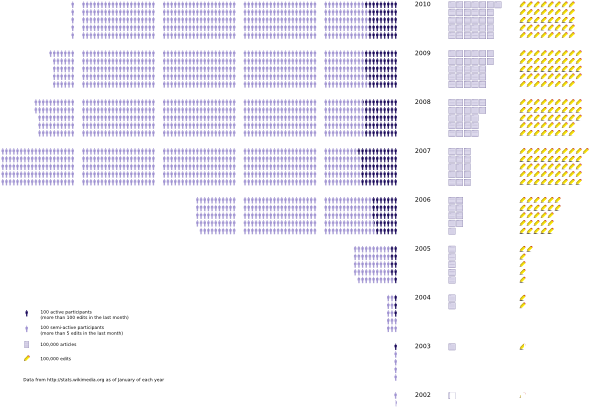 2010
2009
2008
2007
2006
2005
2004
2003
2002
100 active participants
(more than 100 edits in the last month)
100 semi-active participants
(more than 5 edits in the last month)
100,000 articles
100,000 edits
Data from http://stats.wikimedia.org as of January of each year